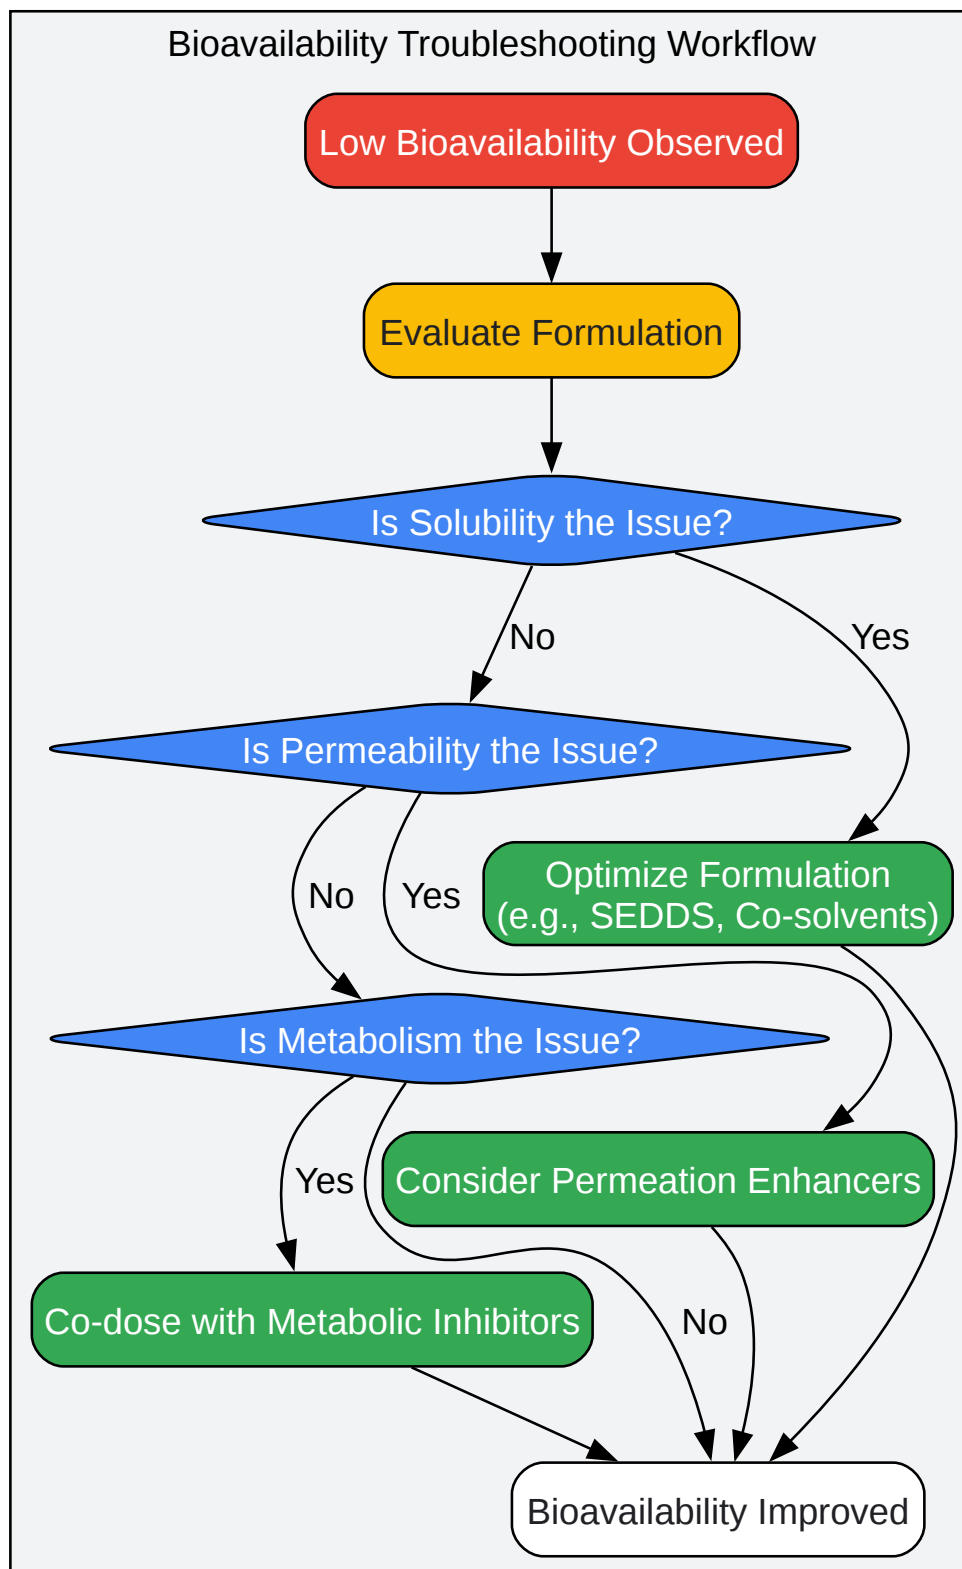 Bioavailability Troubleshooting Workflow
Low Bioavailability Observed
Evaluate Formulation
Is Solubility the Issue?
No
Yes
Is Permeability the Issue?
No
Yes
Optimize Formulation
(e.g., SEDDS, Co-solvents)
Is Metabolism the Issue?
Yes
Consider Permeation Enhancers
Co-dose with Metabolic Inhibitors
No
Bioavailability Improved